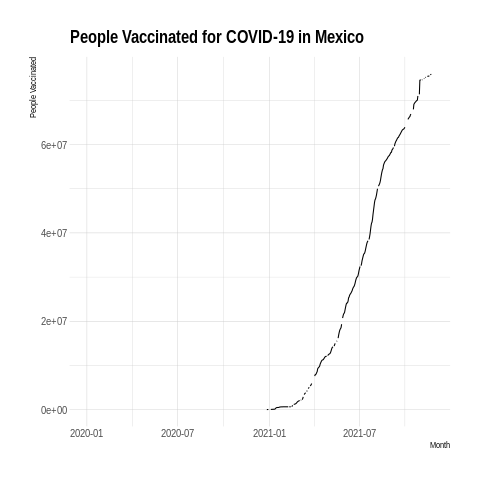 People Vaccinated for COVID-19 in Mexico
People Vaccinated
6e+07
4e+07
2e+07
0e+00
2020-01 2020-07 2021-01 2021-07
Month